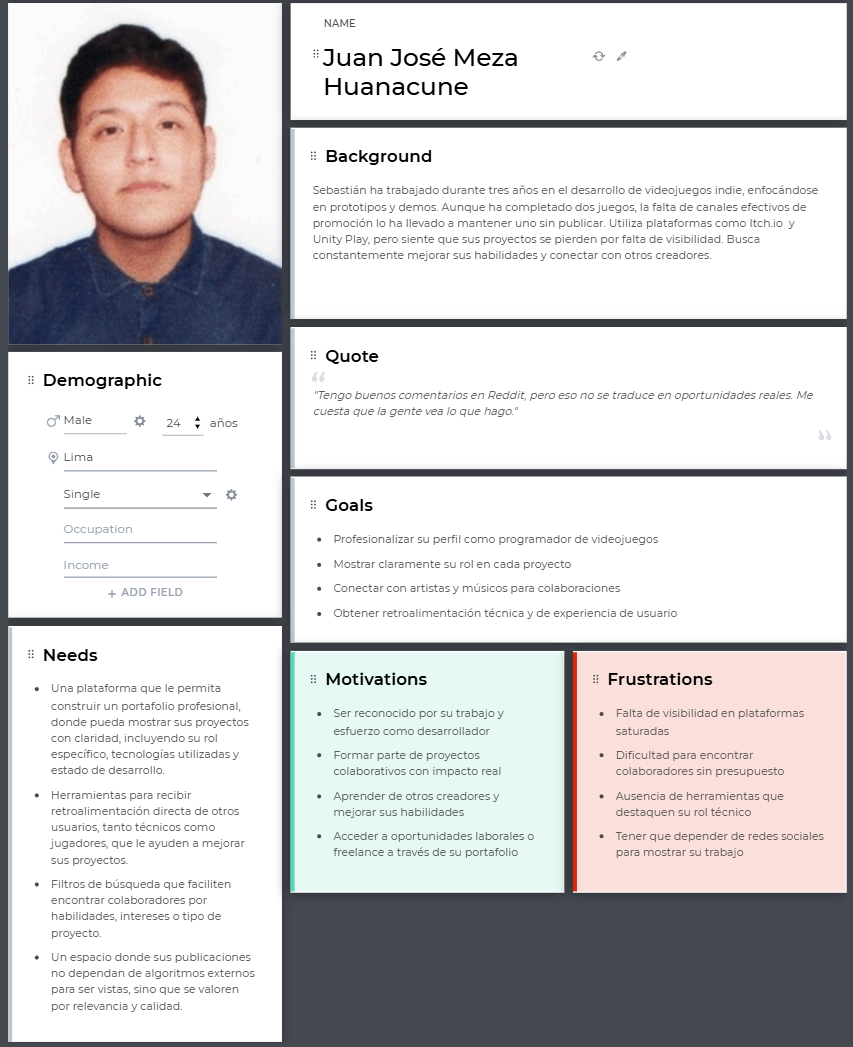 NAME
Juan José Meza
Huanacune
Background
Sebastián ha trabajado durante tres años en el desarrollo de videojuegos indie, enfocándose
en prototipos y demos. Aunque ha completado dos juegos, la falta de canales efectivos de
promoción lo ha llevado a mantener uno sin publicar. Utiliza plataformas como Itch.io y
Unity Play, pero siente que sus proyectos se pierden por falta de visibilidad. Busca
constantemente mejorar sus habilidades y conectar con otros creadores.
Quote
“
"Tengo buenos comentarios en Reddit, pero eso no se traduce en oportunidades reales. Me
cuesta que la gente vea lo que hago."
”
Demographic
Male 24 años
Lima
Single
Occupation
Income
+ ADD FIELD
Goals
• Profesionalizar su perfil como programador de videojuegos
• Mostrar claramente su rol en cada proyecto
• Conectar con artistas y músicos para colaboraciones
• Obtener retroalimentación técnica y de experiencia de usuario
Needs
• Una plataforma que le permita
construir un portafolio profesional,
donde pueda mostrar sus proyectos
con claridad, incluyendo su rol
específico, tecnologías utilizadas y
estado de desarrollo.
• Herramientas para recibir
retroalimentación directa de otros
usuarios, tanto técnicos como
jugadores, que le ayuden a mejorar
sus proyectos.
• Filtros de búsqueda que faciliten
encontrar colaboradores por
habilidades, intereses o tipo de
proyecto.
• Un espacio donde sus publicaciones
no dependan de algoritmos externos
para ser vistas, sino que se valoren
por relevancia y calidad.
Motivations
• Ser reconocido por su trabajo y
esfuerzo como desarrollador
• Formar parte de proyectos
colaborativos con impacto real
• Aprender de otros creadores y
mejorar sus habilidades
• Acceder a oportunidades laborales o
freelance a través de su portafolio
Frustrations
• Falta de visibilidad en plataformas
saturadas
• Dificultad para encontrar
colaboradores sin presupuesto
• Ausencia de herramientas que
destaquen su rol técnico
• Tener que depender de redes sociales
para mostrar su trabajo